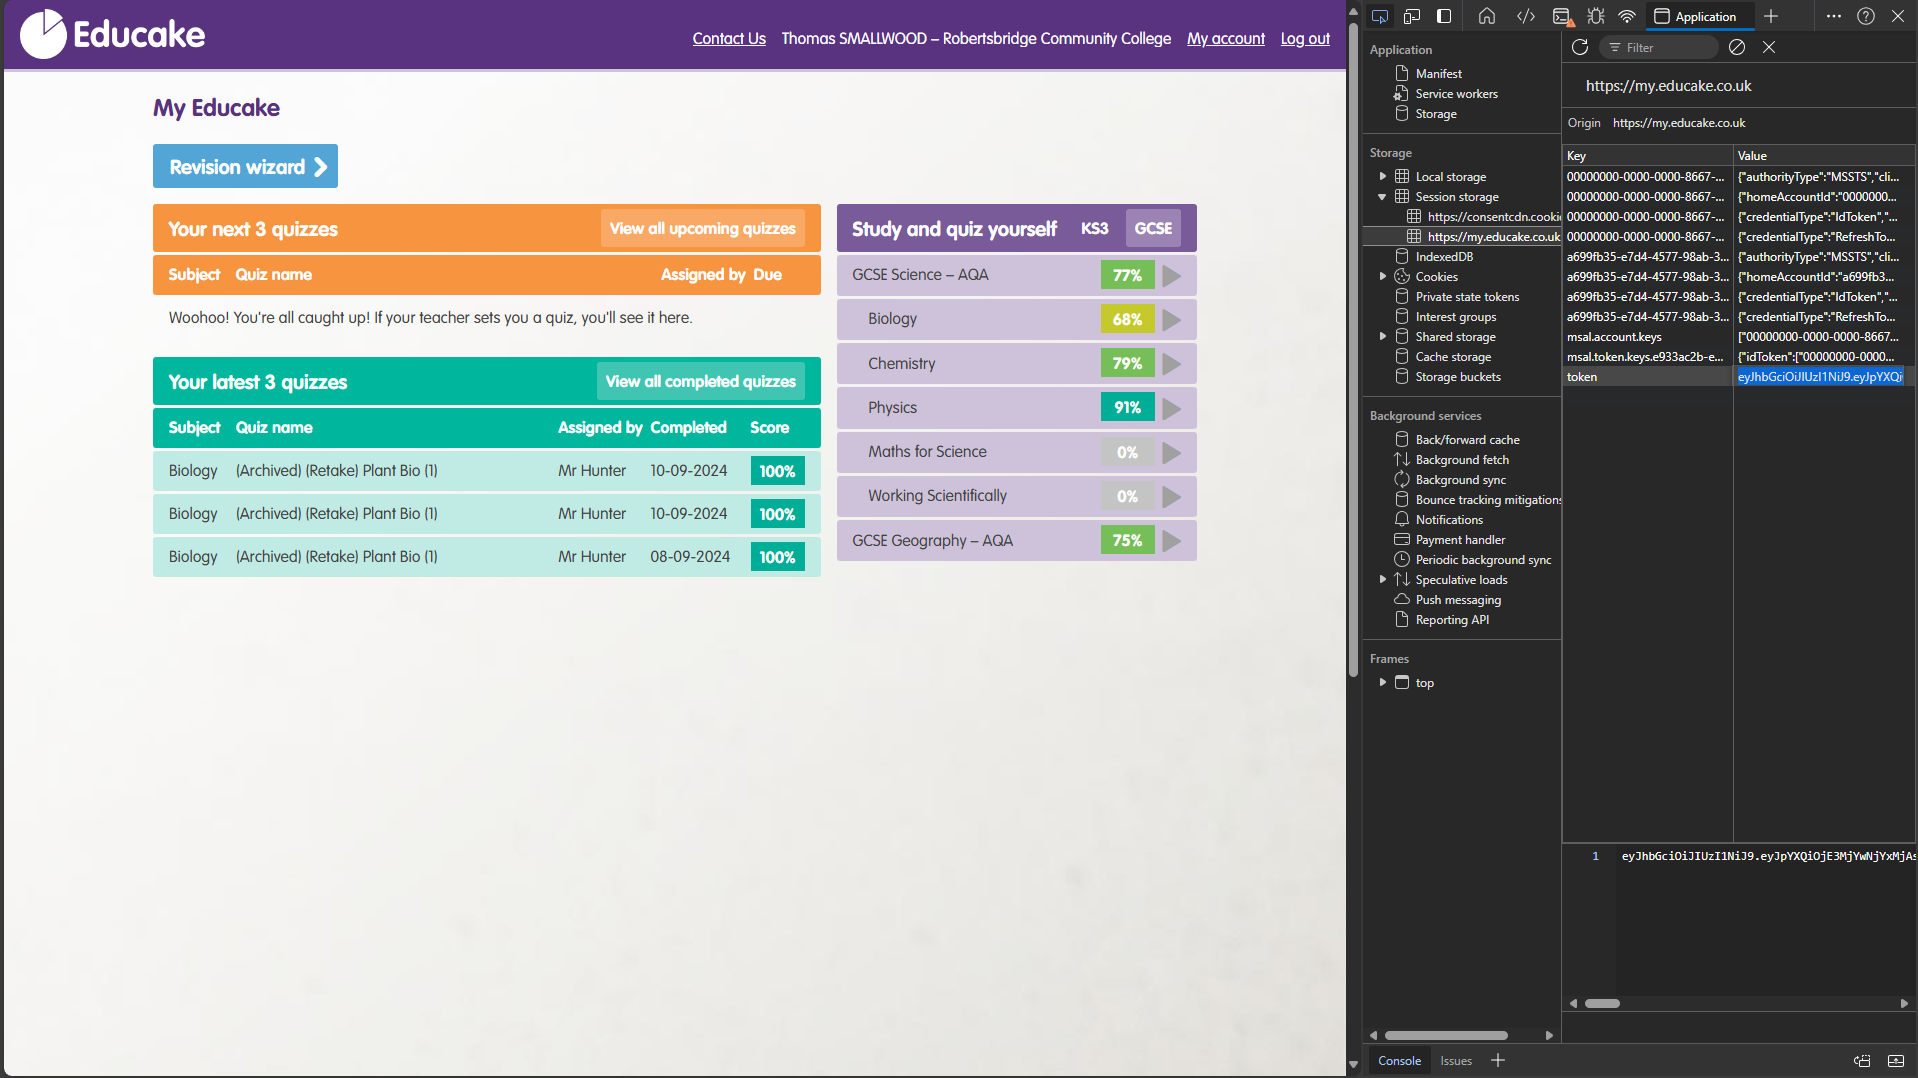 Educake
Contact Us Thomas SMALLWOOD – Robertsbridge Community College My account Log out
My Educake
Revision wizard
Your next 3 quizzes View all upcoming quizzes
Subject Quiz name Assigned by Due
Woohoo! You're all caught up! If your teacher sets you a quiz, you'll see it here.
Your latest 3 quizzes View all completed quizzes
Subject Quiz name Assigned by Completed Score
Biology (Archived) (Retake) Plant Bio (1) Mr Hunter 10-09-2024 100%
Biology (Archived) (Retake) Plant Bio (1) Mr Hunter 10-09-2024 100%
Biology (Archived) (Retake) Plant Bio (1) Mr Hunter 08-09-2024 100%
Study and quiz yourself KS3 GCSE
GCSE Science – AQA 77%
Biology 68%
Chemistry 79%
Physics 91%
Maths for Science 0%
Working Scientifically 0%
GCSE Geography – AQA 75%
Application
Application
Manifest
Service workers
Storage
Storage
Local storage
Session storage
https://consentcdn.cookie
https://my.educake.co.uk
IndexedDB
Cookies
Private state tokens
Interest groups
Shared storage
Cache storage
Storage buckets
Background services
Back/forward cache
Background fetch
Background sync
Bounce tracking mitigations
Notifications
Payment handler
Periodic background sync
Speculative loads
Push messaging
Reporting API
Frames
top
Filter
https://my.educake.co.uk
Origin https://my.educake.co.uk
Key Value
00000000-0000-0000-8667-... {"authorityType":"MSSTS","cli...
00000000-0000-0000-8667-... {"homeAccountId":"0000000...
00000000-0000-0000-8667-... {"credentialType":"IdToken","...
00000000-0000-0000-8667-... {"credentialType":"RefreshTo...
a699fb35-e7d4-4577-98ab-3... {"authorityType":"MSSTS","cli...
a699fb35-e7d4-4577-98ab-3... {"homeAccountId":"a699fb3...
a699fb35-e7d4-4577-98ab-3... {"credentialType":"IdToken","...
a699fb35-e7d4-4577-98ab-3... {"credentialType":"RefreshTo...
msal.account.keys ["00000000-0000-0000-8667...
msal.token.keys.e933ac2b-e... {"idToken":["00000000-0000...
token eyJhbGciOiJIUzI1NiJ9.eyJpYXQi
1 eyJhbGciOiJIUzI1NiJ9.eyJpYXQiOjE3MjYwNjYxMjAs
Console Issues